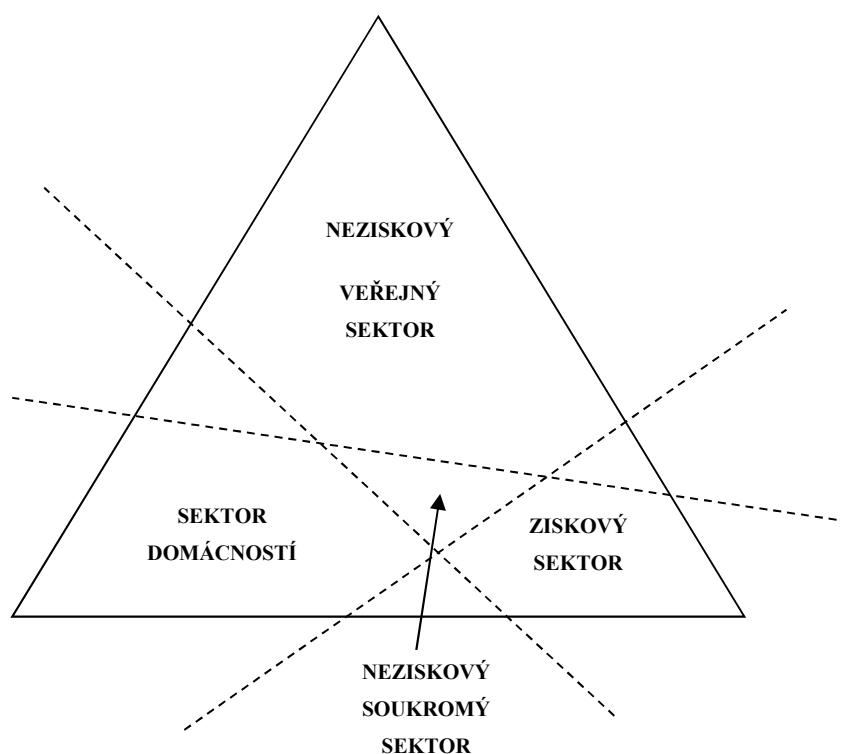 NEZISKOVÝ
VEŘEJNÝ
SEKTOR
SEKTOR
DOMÁCNOSTÍ
ZISKOVÝ
SEKTOR
NEZISKOVÝ
SOUKROMÝ
SEKTOR